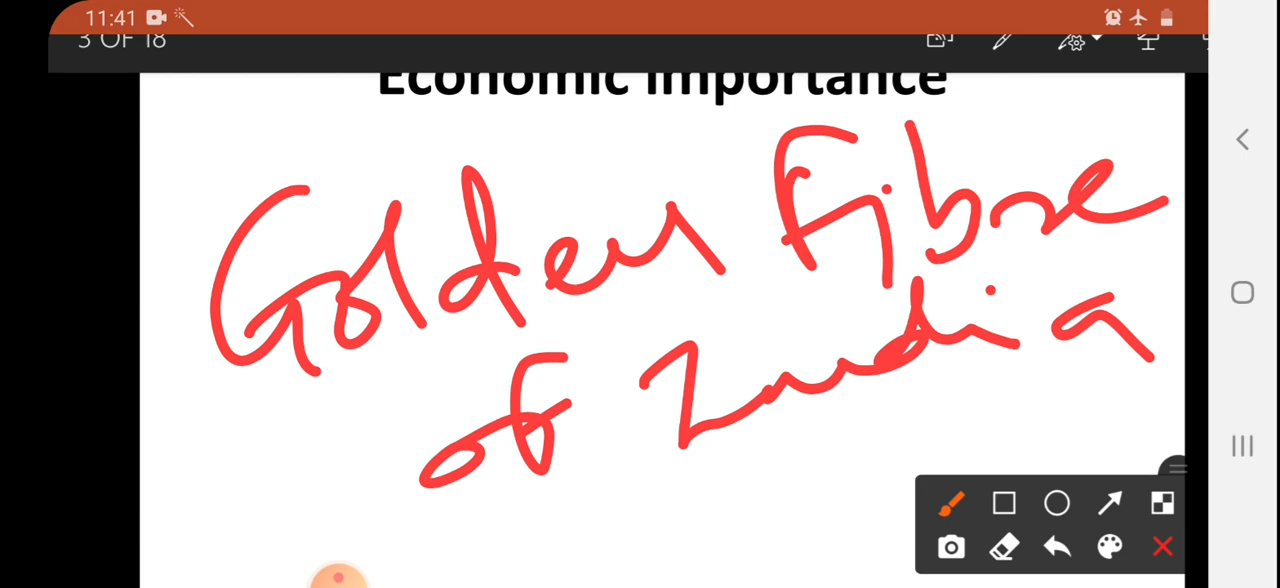 11:41
3 OF 18
Economic Importance
Golden Fibre
of India